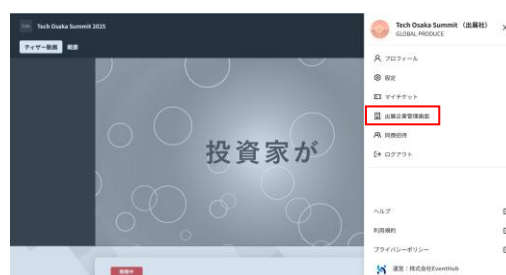 Tech Osaka Summit 2025
ティザー動画 概要
投資家が
開催中
Tech Osaka Summit （出展社）
GLOBAL PRODUCE
プロフィール
設定
マイチケット
出展企業管理画面
同僚招待
ログアウト
ヘルプ
利用規約
プライバシーポリシー
運営：株式会社EventHub